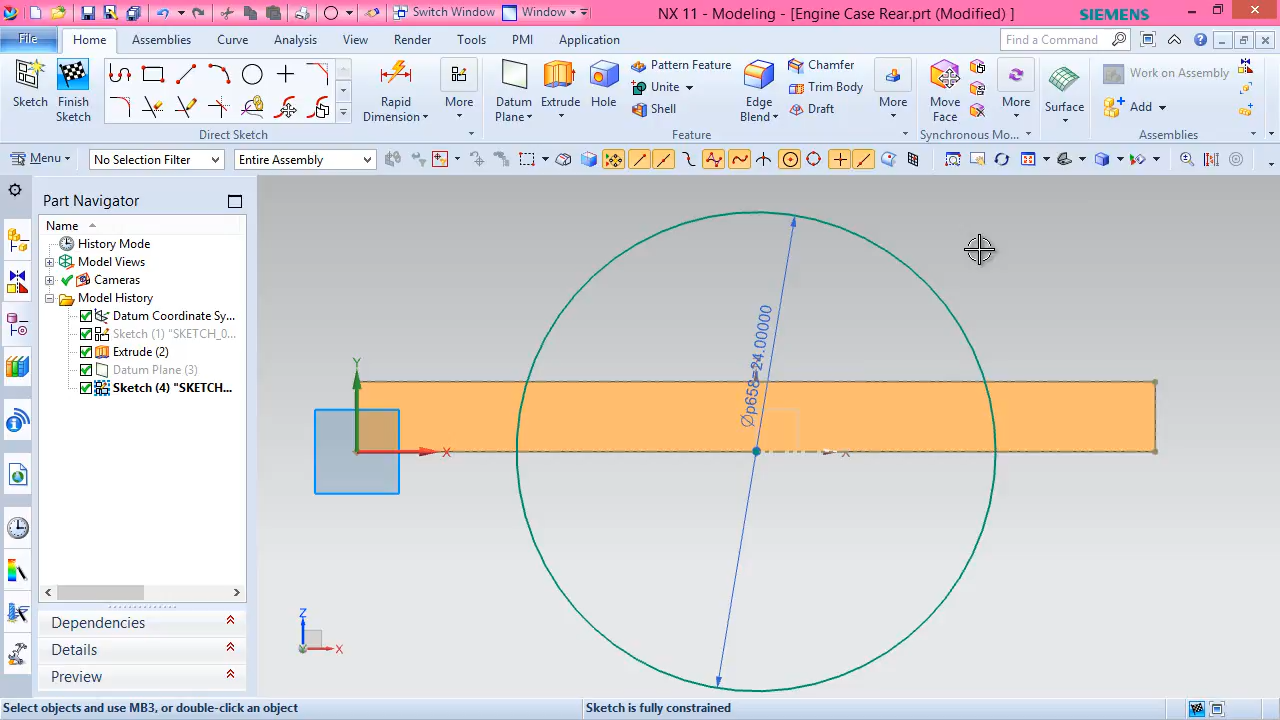 NX 11 - Modeling - [Engine Case Rear.prt (Modified) ]
SIEMENS
Switch Window
Window
File
Home
Assemblies
Curve
Analysis
View
Render
Tools
PMI
Application
Find a Command
Sketch
Finish
Sketch
Direct Sketch
Rapid
Dimension
More
Datum
Plane
Extrude
Hole
Pattern Feature
Unite
Shell
Edge
Blend
Chamfer
Trim Body
Draft
More
Feature
Move
Face
More
Synchronous Mo...
Surface
Work on Assembly
Add
Assemblies
Menu
No Selection Filter
Entire Assembly
Part Navigator
Name
History Mode
Model Views
Cameras
Model History
Datum Coordinate Sy...
Sketch (1) "SKETCH_0...
Extrude (2)
Datum Plane (3)
Sketch (4) "SKETCH...
Dependencies
Details
Preview
Y
X
Øp658=24.00000
X
Z
X
Select objects and use MB3, or double-click an object
Sketch is fully constrained